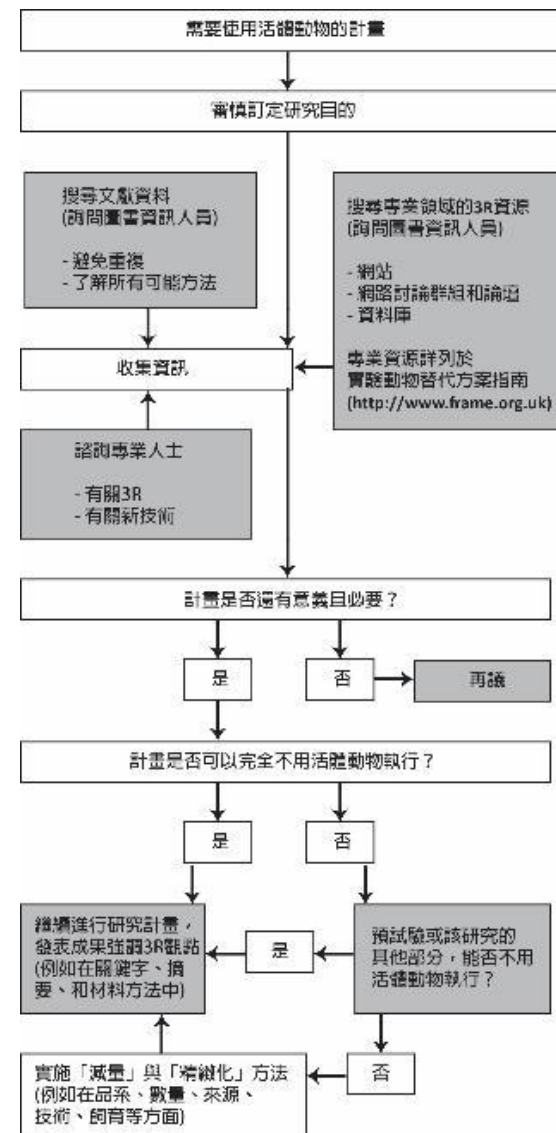 需要使用活體動物的計畫
審慎訂定研究目的
搜尋文獻資料
(詢問圖書資訊人員)
- 避免重複
- 了解所有可能方法
搜尋專業領域的3R資源
(詢問圖書資訊人員)
- 網站
- 網路討論群組和論壇
- 資料庫
專業資源詳列於
實驗動物替代方案指南
(http://www.frame.org.uk)
收集資訊
諮詢專業人士
- 有關3R
- 有關新技術
計畫是否還有意義且必要？
是
否
再議
計畫是否可以完全不用活體動物執行？
是
否
繼續進行研究計畫，
發表成果強調3R觀點
(例如在關鍵字、摘
要、和材料方法中)
是
預試驗或該研究的
其他部分，能否不用
活體動物執行？
否
實施「減量」與「精緻化」方法
(例如在品系、數量、來源、
技術、飼育等方面)